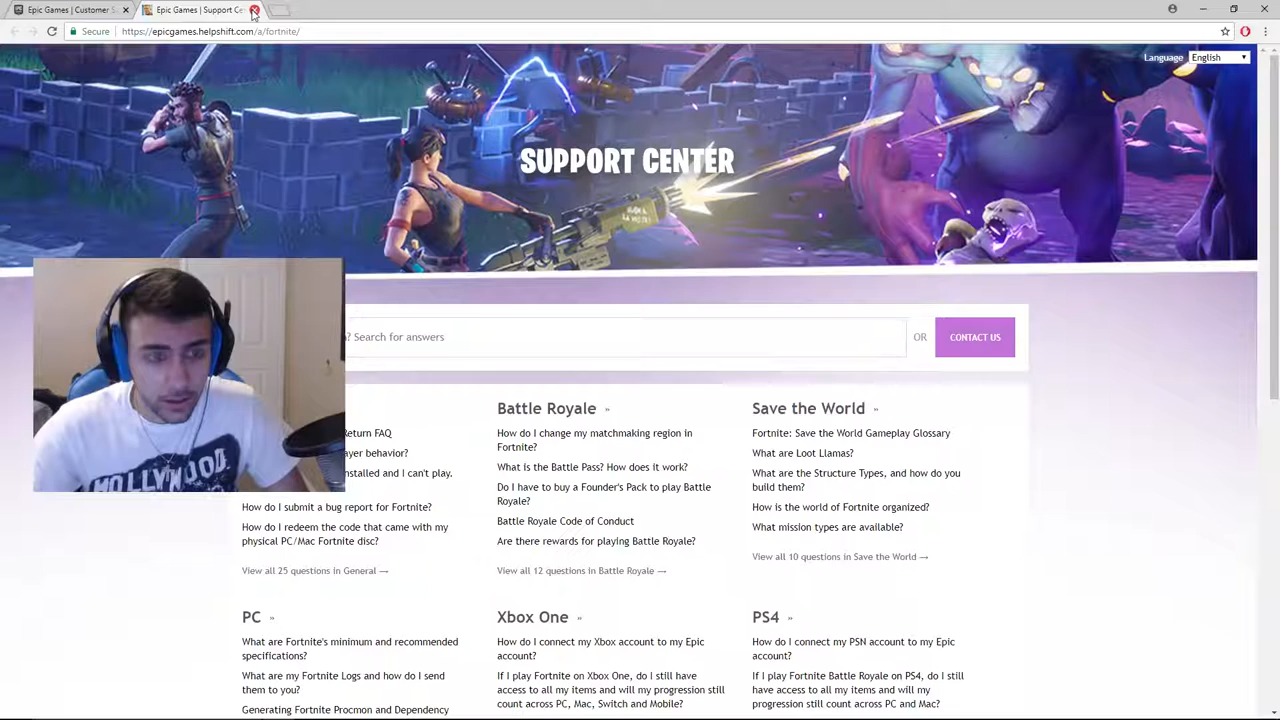 Epic Games | Customer S
Epic Games | Support Ce
Secure
https://epicgames.helpshift.com/a/fortnite/
Language
English
SUPPORT CENTER
? Search for answers
OR
CONTACT US
Return FAQ
ayer behavior?
nstalled and I can't play.
How do I submit a bug report for Fortnite?
How do I redeem the code that came with my
physical PC/Mac Fortnite disc?
View all 25 questions in General →
Battle Royale »
How do I change my matchmaking region in
Fortnite?
What is the Battle Pass? How does it work?
Do I have to buy a Founder's Pack to play Battle
Royale?
Battle Royale Code of Conduct
Are there rewards for playing Battle Royale?
View all 12 questions in Battle Royale →
Save the World »
Fortnite: Save the World Gameplay Glossary
What are Loot Llamas?
What are the Structure Types, and how do you
build them?
How is the world of Fortnite organized?
What mission types are available?
View all 10 questions in Save the World →
HOLLYWOOD
PC »
What are Fortnite's minimum and recommended
specifications?
What are my Fortnite Logs and how do I send
them to you?
Generating Fortnite Procmon and Dependency
Xbox One »
How do I connect my Xbox account to my Epic
account?
If I play Fortnite on Xbox One, do I still have
access to all my items and will my progression
still count across PC, Mac, Switch and Mobile?
PS4 »
How do I connect my PSN account to my Epic
account?
If I play Fortnite Battle Royale on PS4, do I still
have access to all my items and will my
progression still count across PC and Mac?